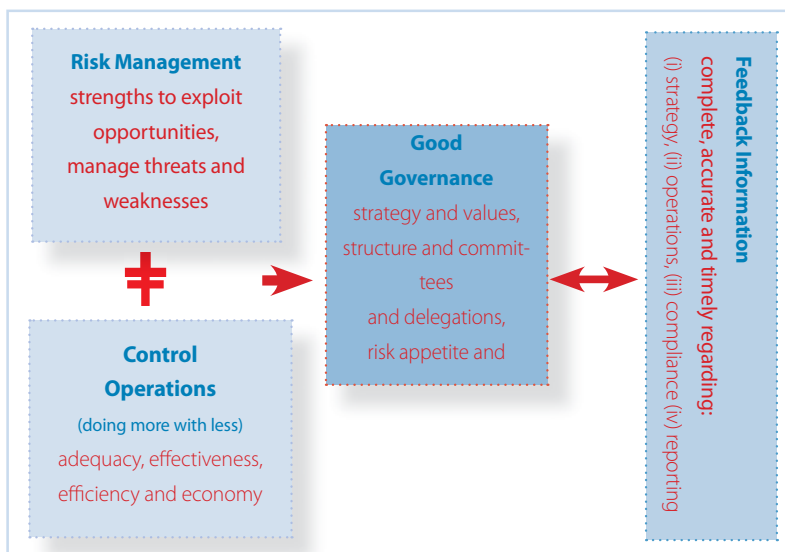 Risk Management
strengths to exploit
opportunities,
manage threats and
weaknesses
Control
Operations
(doing more with less)
adequacy, effectiveness,
efficiency and economy
Good
Governance
strategy and values,
structure and commit-
tees
and delegations,
risk appetite and
Feedback Information
complete, accurate and timely regarding:
(i) strategy, (ii) operations, (iii) compliance (iv) reporting